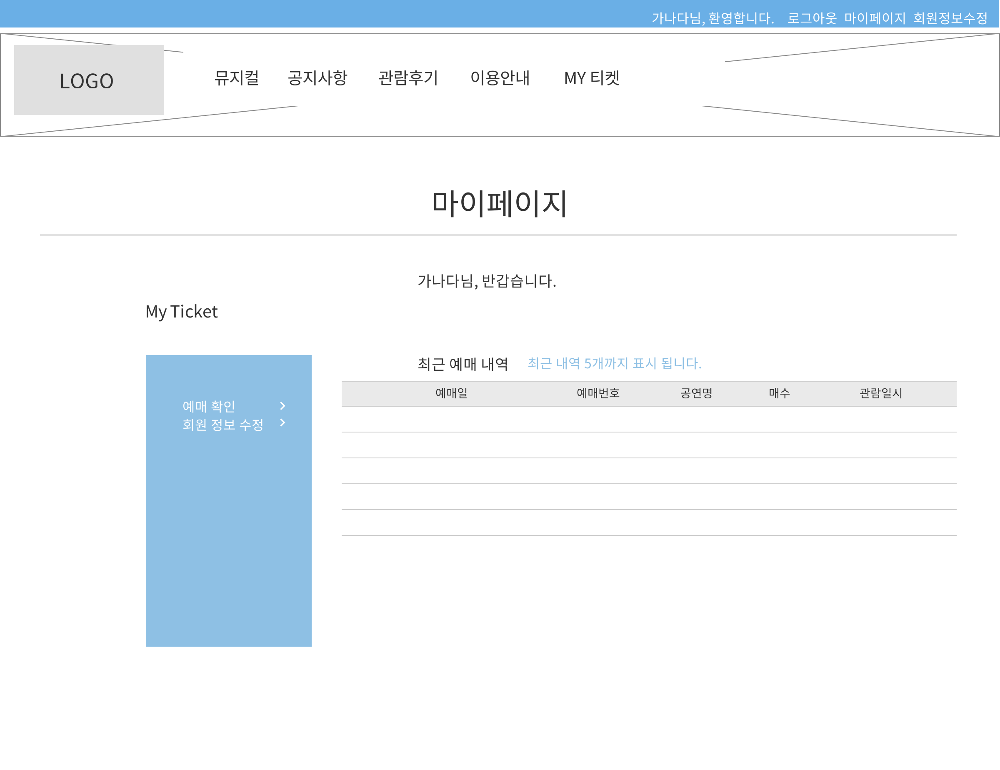 가나다님, 환영합니다. 로그아웃 마이페이지 회원정보수정
LOGO 뮤지컬 공지사항 관람후기 이용안내 MY 티켓
마이페이지
가나다님, 반갑습니다.
My Ticket
최근 예매 내역 최근 내역 5개까지 표시 됩니다.
예매일 예매번호 공연명 매수 관람일시
예매 확인 >
회원 정보 수정 >